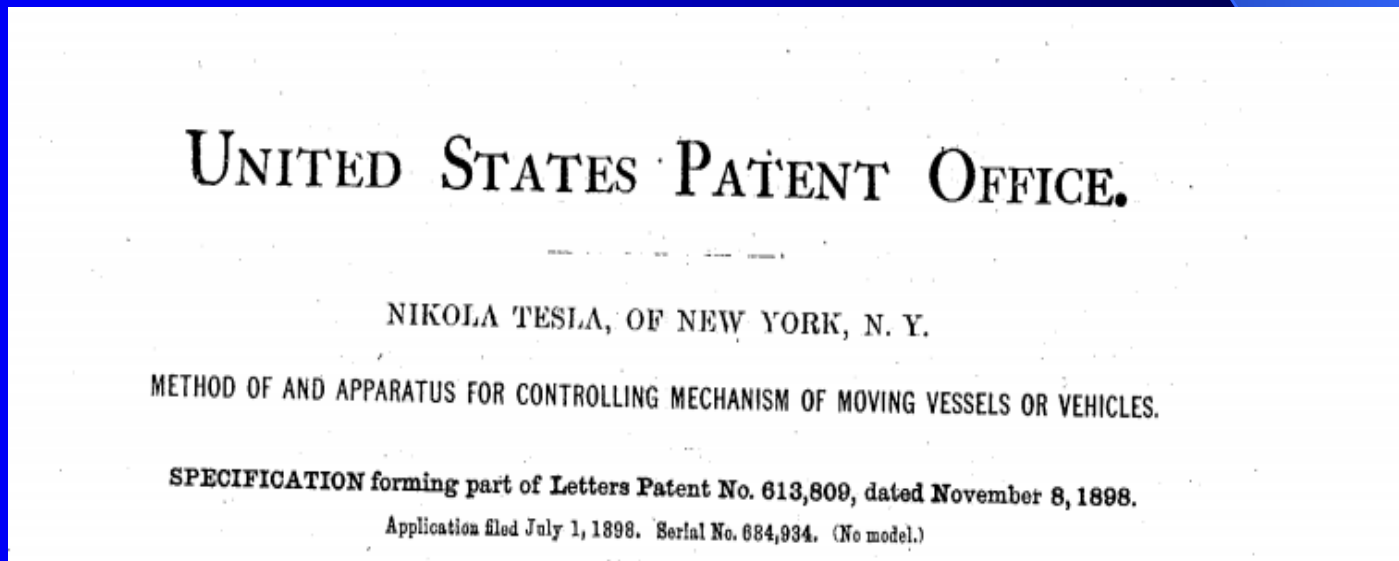 UNITED STATES PATENT OFFICE.
NIKOLA TESLA, OF NEW YORK, N. Y.
METHOD OF AND APPARATUS FOR CONTROLLING MECHANISM OF MOVING VESSELS OR VEHICLES.
SPECIFICATION forming part of Letters Patent No. 613,809, dated November 8, 1898.
Application filed July 1, 1898. Serial No. 684,934. (No model.)